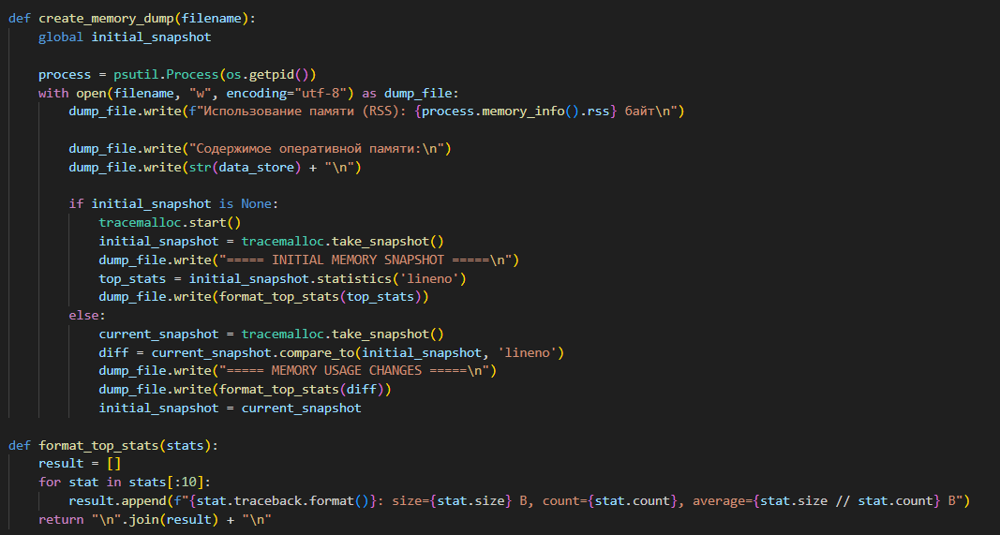 def create_memory_dump(filename):
    global initial_snapshot
    process = psutil.Process(os.getpid())
    with open(filename, "w", encoding="utf-8") as dump_file:
        dump_file.write(f"Использование памяти (RSS): {process.memory_info().rss} байт\n")
        dump_file.write("Содержимое оперативной памяти:\n")
        dump_file.write(str(data_store) + "\n")
        if initial_snapshot is None:
            tracemalloc.start()
            initial_snapshot = tracemalloc.take_snapshot()
            dump_file.write("===== INITIAL MEMORY SNAPSHOT =====\n")
            top_stats = initial_snapshot.statistics('lineno')
            dump_file.write(format_top_stats(top_stats))
        else:
            current_snapshot = tracemalloc.take_snapshot()
            diff = current_snapshot.compare_to(initial_snapshot, 'lineno')
            dump_file.write("===== MEMORY USAGE CHANGES =====\n")
            dump_file.write(format_top_stats(diff))
            initial_snapshot = current_snapshot
def format_top_stats(stats):
    result = []
    for stat in stats[:10]:
        result.append(f"{stat.traceback.format()}: size={stat.size} B, count={stat.count}, average={stat.size // stat.count} B")
    return "\n".join(result) + "\n"